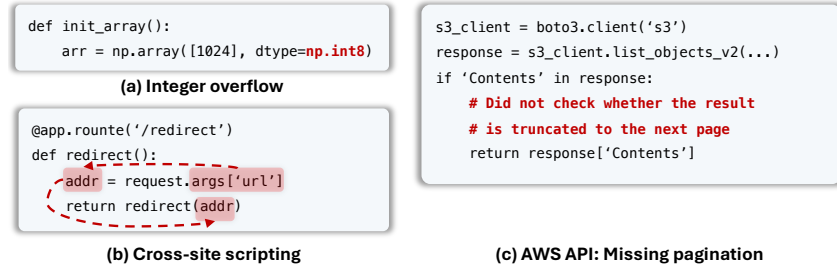 def init_array():
    arr = np.array([1024], dtype=np.int8)
(a) Integer overflow
@app.rounte(‘/redirect’)
def redirect():
    addr = request.args[‘url’]
    return redirect(addr)
(b) Cross-site scripting
s3_client = boto3.client(‘s3’)
response = s3_client.list_objects_v2(...)
if ‘Contents’ in response:
    # Did not check whether the result
    # is truncated to the next page
    return response[‘Contents’]
(c) AWS API: Missing pagination